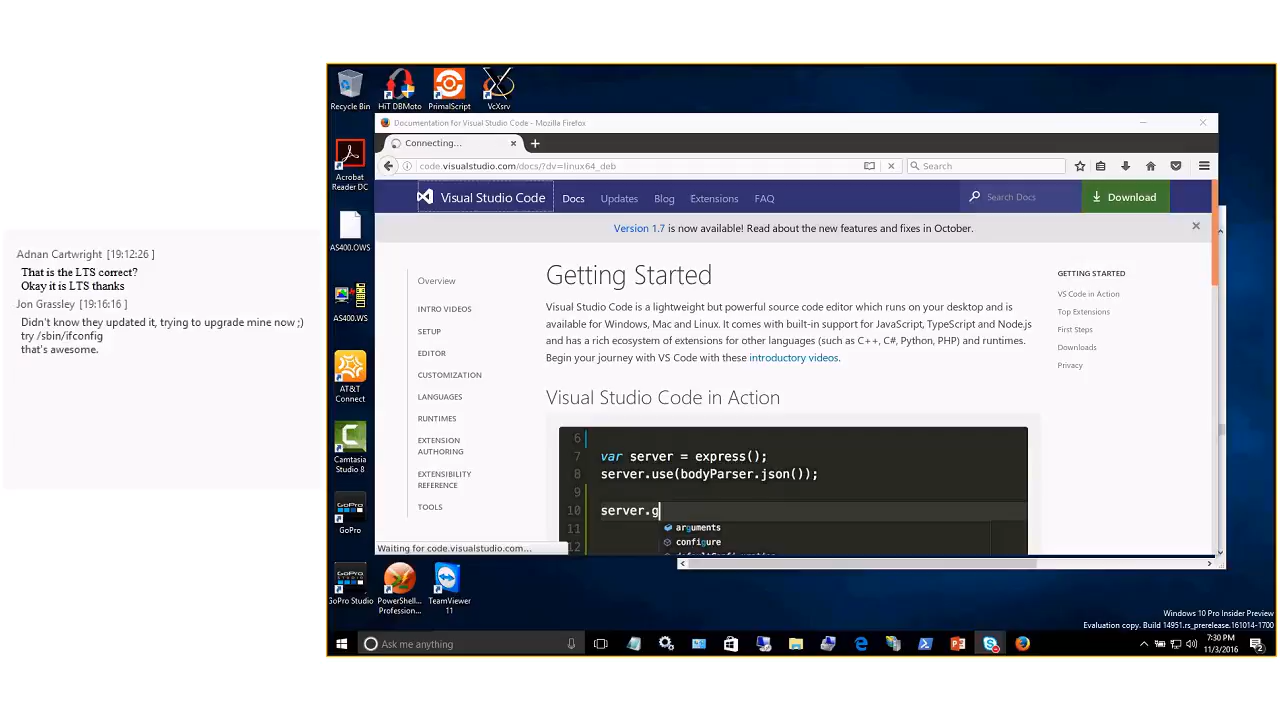 Adnan Cartwright [19:12:26 ]
That is the LTS correct?
Okay it is LTS thanks
Jon Grassley [19:16:16 ]
Didn't know they updated it, trying to upgrade mine now ;)
try /sbin/ifconfig
that's awesome.
Recycle Bin
HiT DBMoto
PrimalScript
VcXsrv
Acrobat
Reader DC
AS400.OWS
AS400.WS
AT&T
Connect
Camtasia
Studio 8
GoPro
GoPro Studio
PowerShell...
Professiona...
TeamViewer
11
Documentation for Visual Studio Code - Mozilla Firefox
Connecting...
code.visualstudio.com/docs/?dv=linux64_deb
Search
Visual Studio Code
Docs
Updates
Blog
Extensions
FAQ
Search Docs
Download
Version 1.7 is now available! Read about the new features and fixes in October.
Overview
INTRO VIDEOS
SETUP
EDITOR
CUSTOMIZATION
LANGUAGES
RUNTIMES
EXTENSION
AUTHORING
EXTENSIBILITY
REFERENCE
TOOLS
Getting Started
Visual Studio Code is a lightweight but powerful source code editor which runs on your desktop and is
available for Windows, Mac and Linux. It comes with built-in support for JavaScript, TypeScript and Node.js
and has a rich ecosystem of extensions for other languages (such as C++, C#, Python, PHP) and runtimes.
Begin your journey with VS Code with these introductory videos.
Visual Studio Code in Action
6
7 var server = express();
8 server.use(bodyParser.json());
9
10 server.g
11 arguments
configure
12
GETTING STARTED
VS Code in Action
Top Extensions
First Steps
Downloads
Privacy
Waiting for code.visualstudio.com...
Windows 10 Pro Insider Preview
Evaluation copy. Build 14951.rs_prerelease.161014-1700
Ask me anything
7:30 PM
11/3/2016
2